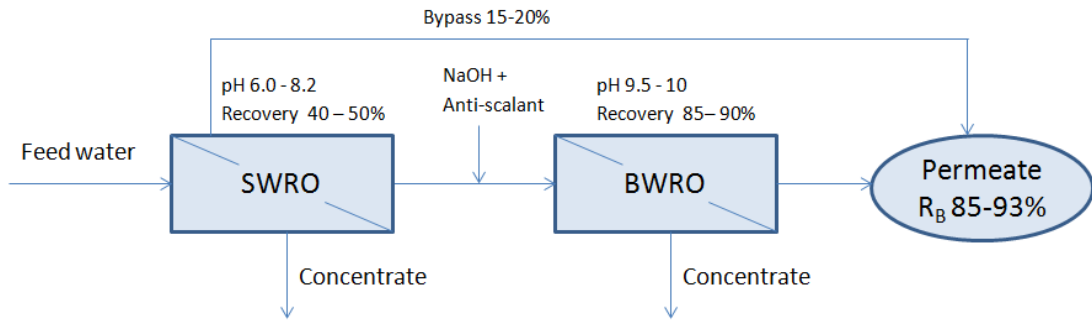 Bypass 15-20%
pH 6.0 - 8.2
Recovery 40 – 50%
NaOH +
Anti-scalant
pH 9.5 - 10
Recovery 85– 90%
Feed water
SWRO
BWRO
Permeate
R_B 85-93%
Concentrate
Concentrate